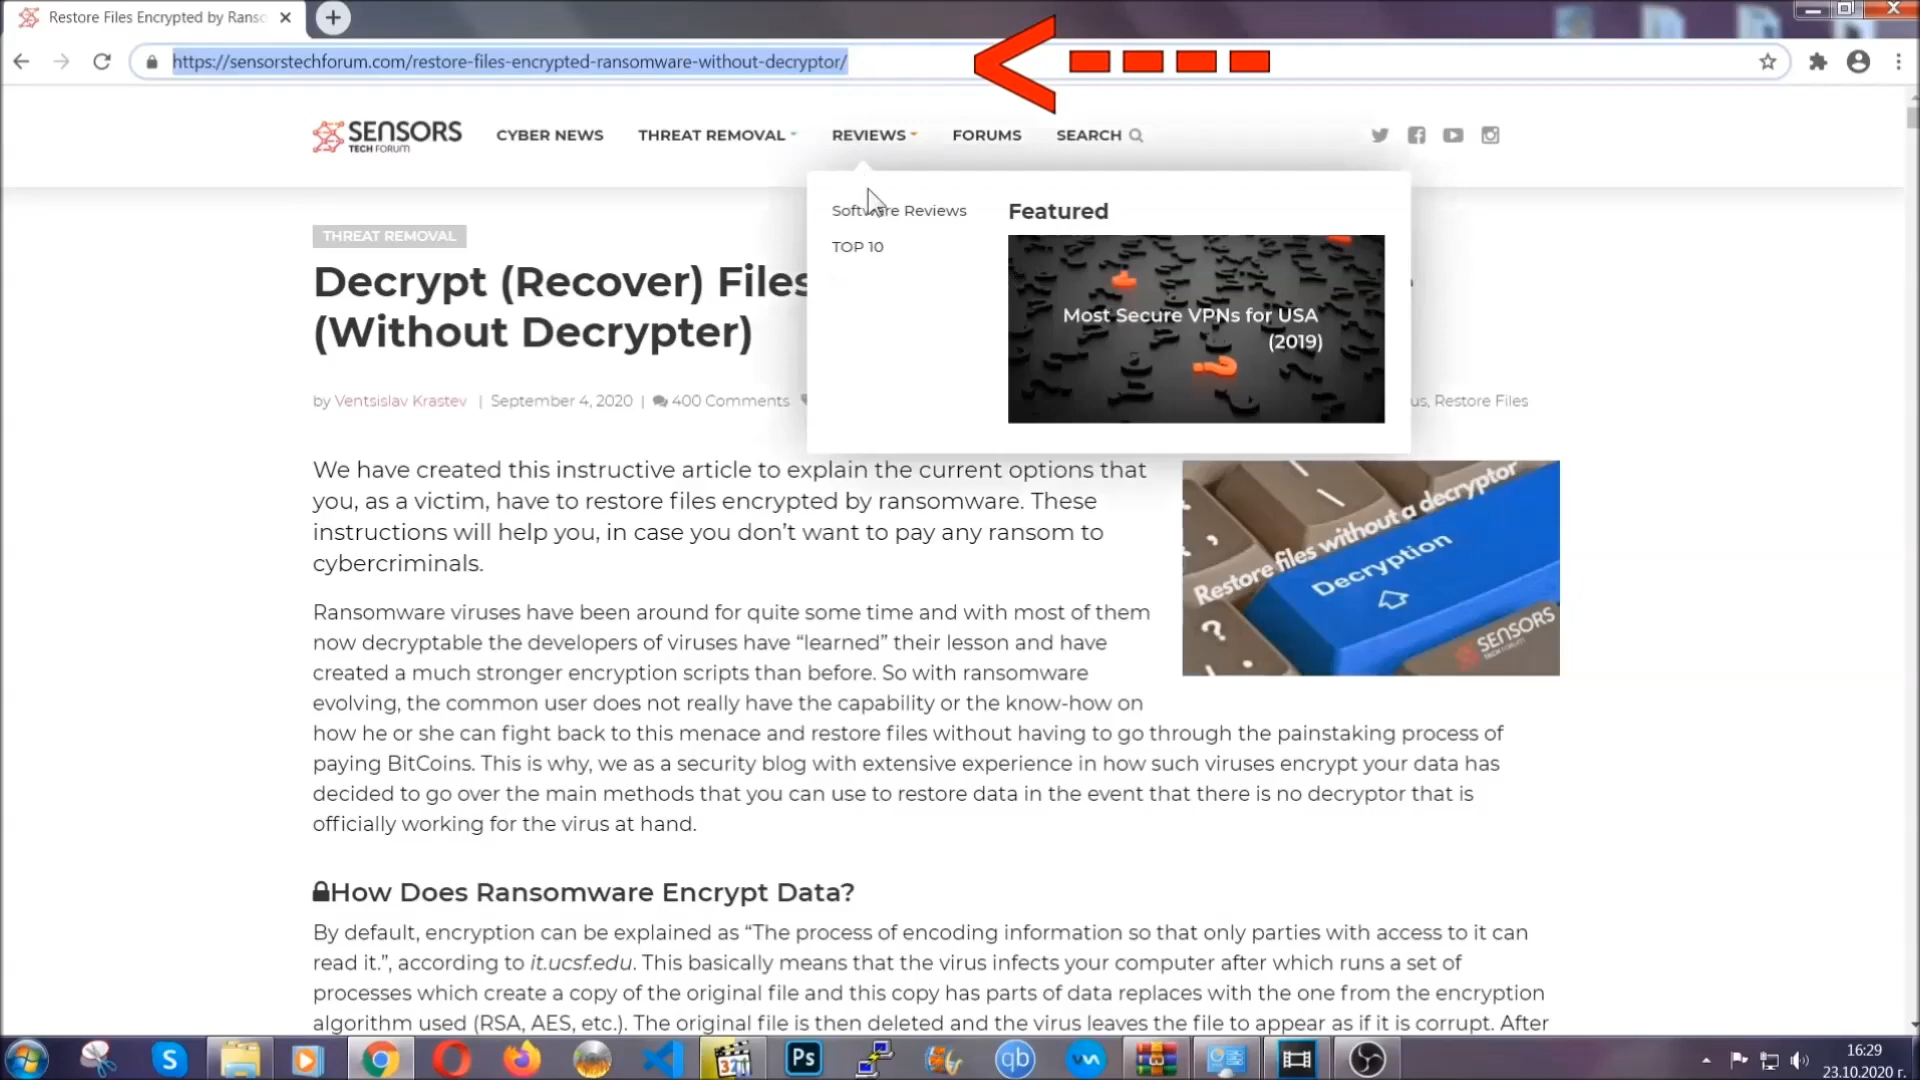 Restore Files Encrypted by Ranso
https://sensorstechforum.com/restore-files-encrypted-ransomware-without-decryptor/
SENSORS
TECH FORUM
CYBER NEWS
THREAT REMOVAL
REVIEWS
FORUMS
SEARCH
Software Reviews
TOP 10
Featured
Most Secure VPNs for USA
(2019)
THREAT REMOVAL
Decrypt (Recover) Files
(Without Decrypter)
by Ventsislav Krastev | September 4, 2020 | 400 Comments
us, Restore Files
We have created this instructive article to explain the current options that
you, as a victim, have to restore files encrypted by ransomware. These
instructions will help you, in case you don’t want to pay any ransom to
cybercriminals.
Restore files without a decryptor
Decryption
SENSORS
Ransomware viruses have been around for quite some time and with most of them
now decryptable the developers of viruses have “learned” their lesson and have
created a much stronger encryption scripts than before. So with ransomware
evolving, the common user does not really have the capability or the know-how on
how he or she can fight back to this menace and restore files without having to go through the painstaking process of
paying BitCoins. This is why, we as a security blog with extensive experience in how such viruses encrypt your data has
decided to go over the main methods that you can use to restore data in the event that there is no decryptor that is
officially working for the virus at hand.
How Does Ransomware Encrypt Data?
By default, encryption can be explained as “The process of encoding information so that only parties with access to it can
read it.”, according to it.ucsf.edu. This basically means that the virus infects your computer after which runs a set of
processes which create a copy of the original file and this copy has parts of data replaces with the one from the encryption
algorithm used (RSA, AES, etc.). The original file is then deleted and the virus leaves the file to appear as if it is corrupt. After
321
Ps
qb
16:29
23.10.2020 г.